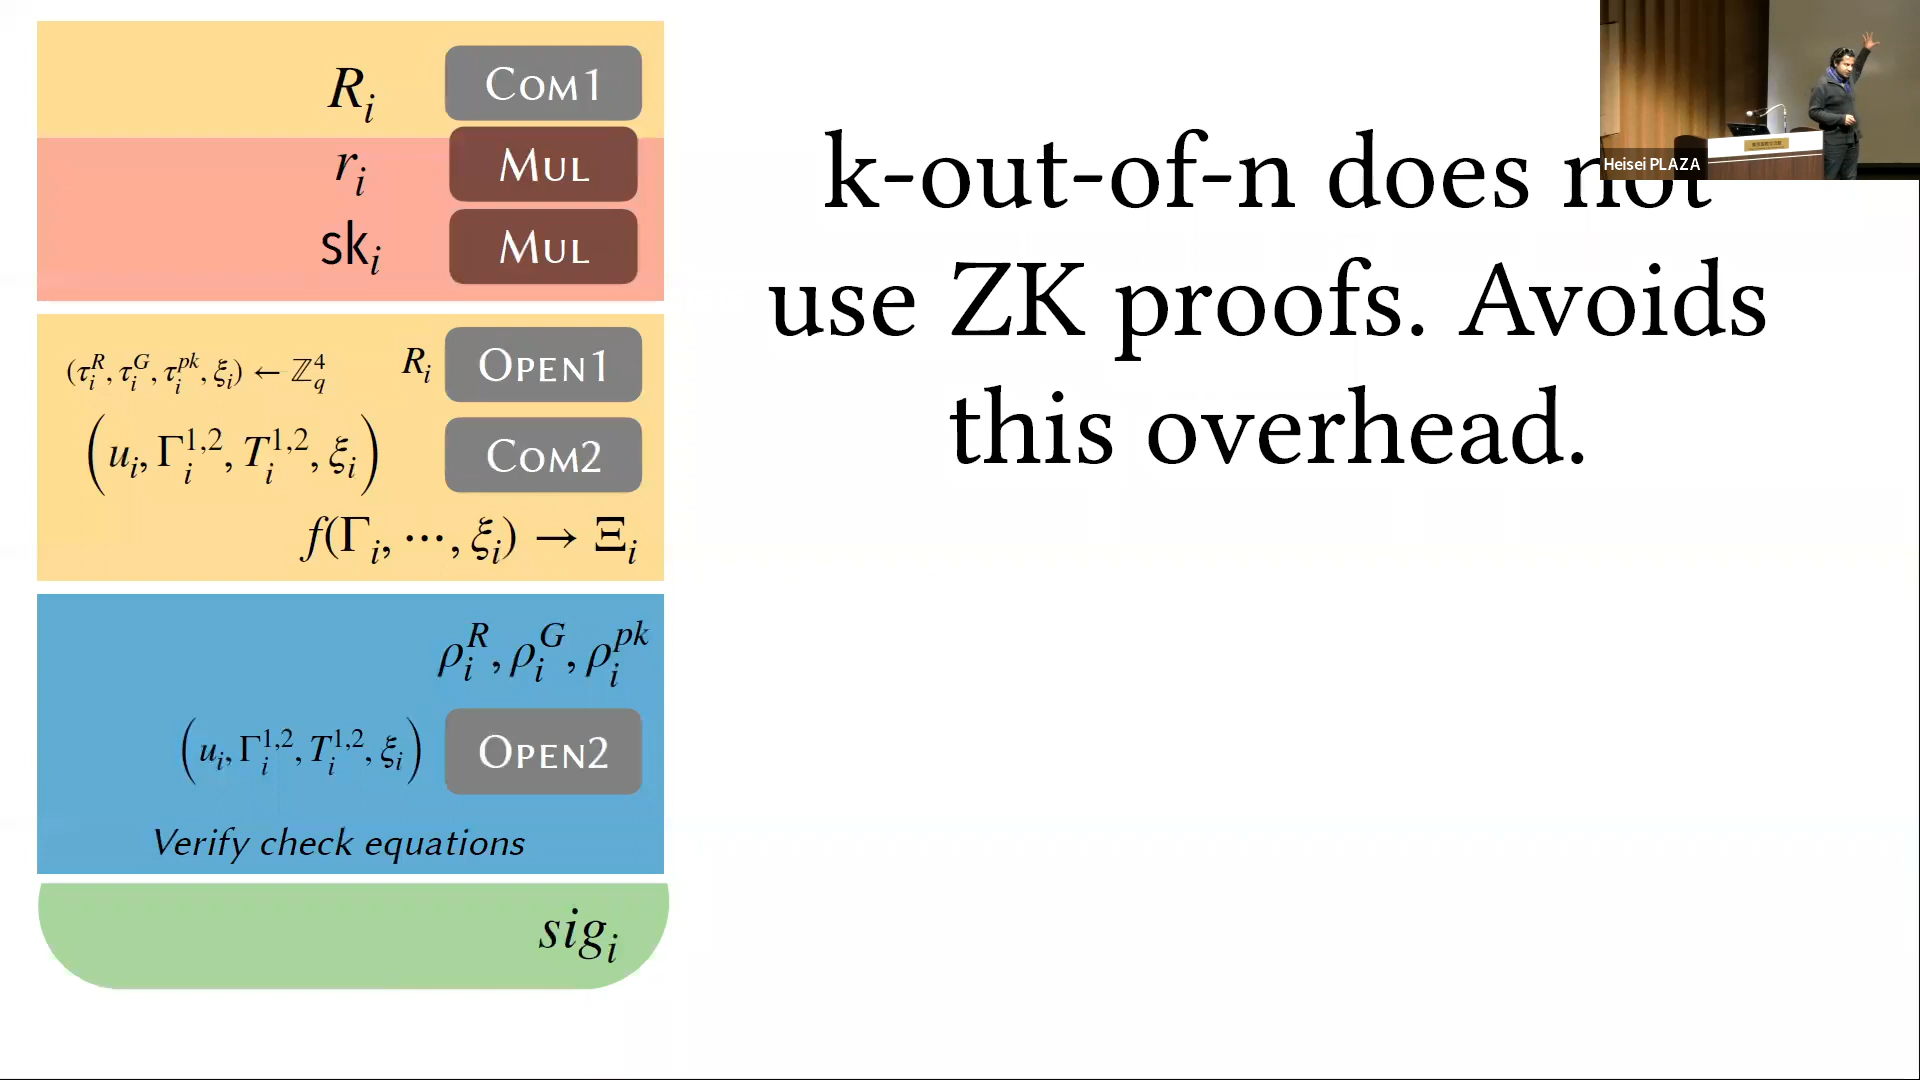 R_i COM1
r_i MUL
sk_i MUL
(τ_i^R, τ_i^G, τ_i^{pk}, ξ_i) ← ℤ_q^4 R_i OPEN1
(u_i, Γ_i^{1,2}, T_i^{1,2}, ξ_i) COM2
f(Γ_i, ⋯, ξ_i) → Ξ_i
ρ_i^R, ρ_i^G, ρ_i^{pk}
(u_i, Γ_i^{1,2}, T_i^{1,2}, ξ_i) OPEN2
Verify check equations
sig_i
k-out-of-n does not
use ZK proofs. Avoids
this overhead.
Heisei PLAZA